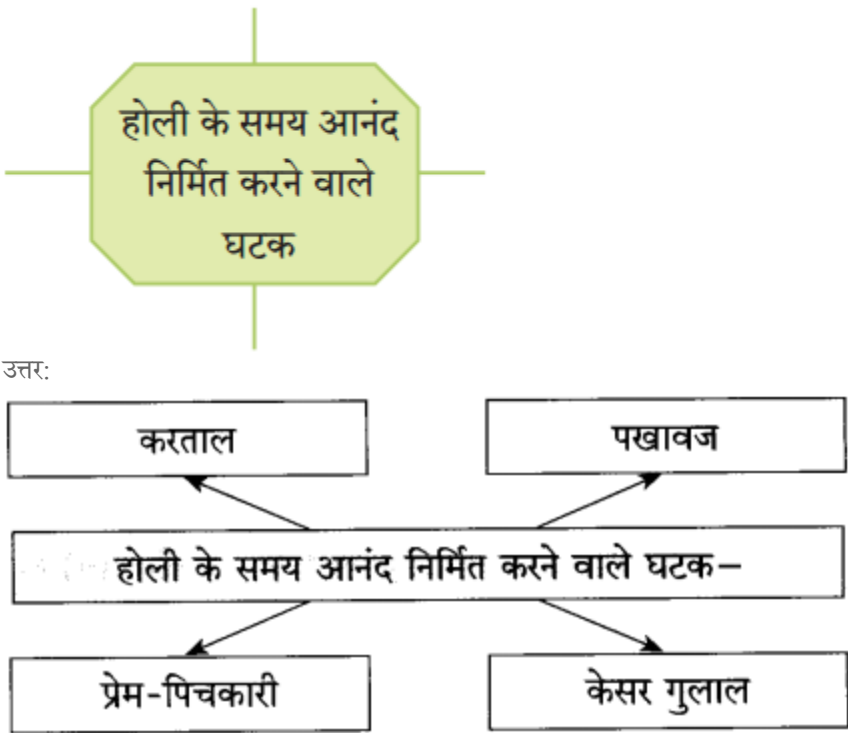 होली के समय आनंद
निर्मित करने वाले
घटक
उत्तर:
करताल
पखावज
होली के समय आनंद निर्मित करने वाले घटक–
प्रेम-पिचकारी
केसर गुलाल